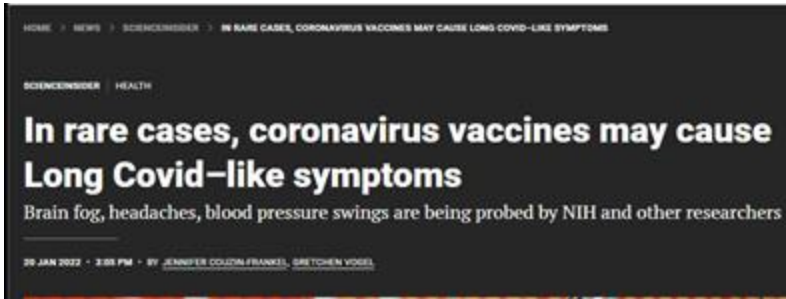 HOME > NEWS > SCIENCEINSIDER > IN RARE CASES, CORONAVIRUS VACCINES MAY CAUSE LONG COVID–LIKE SYMPTOMS
SCIENCEINSIDER | HEALTH
In rare cases, coronavirus vaccines may cause
Long Covid–like symptoms
Brain fog, headaches, blood pressure swings are being probed by NIH and other researchers
20 JAN 2022 • 3:05 PM • BY JENNIFER COUZIN-FRANKEL, GRETCHEN VOGEL